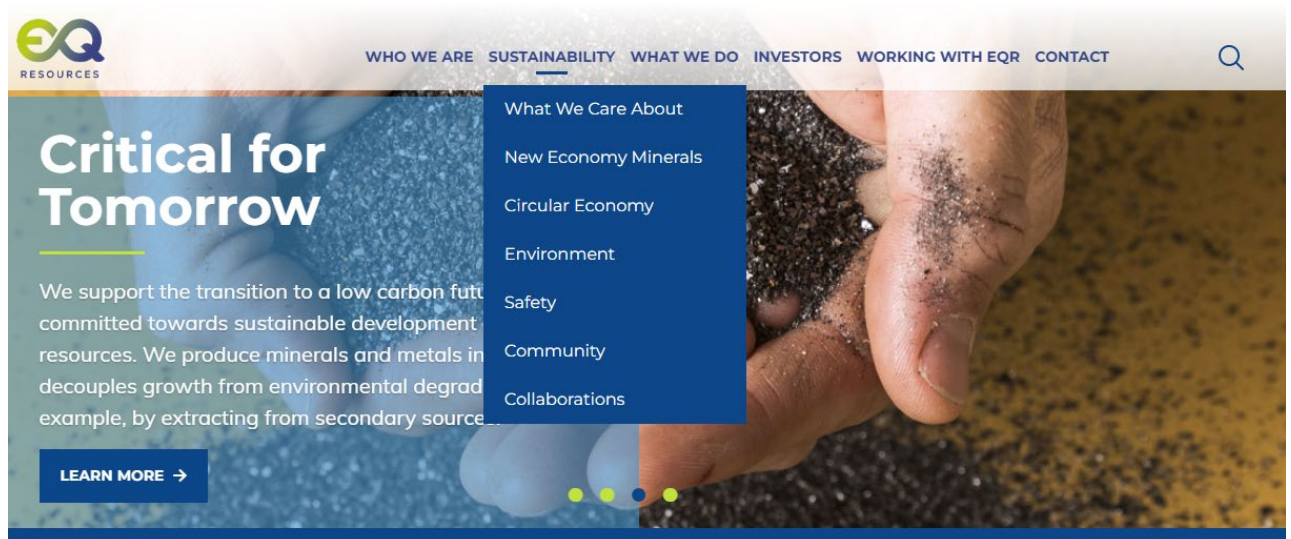 EQ
RESOURCES
WHO WE ARE SUSTAINABILITY WHAT WE DO INVESTORS WORKING WITH EQR CONTACT
What We Care About
New Economy Minerals
Circular Economy
Environment
Safety
Community
Collaborations
Critical for
Tomorrow
We support the transition to a low carbon
committed towards sustainable development
resources. We produce minerals and metals in
decouples growth from environmental
example, by extracting from secondary
LEARN MORE →